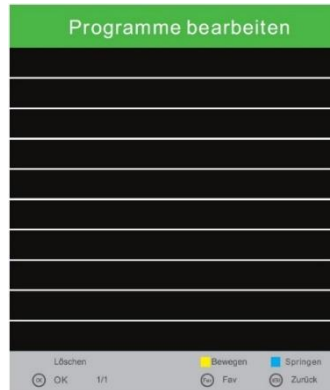 Programme bearbeiten
Löschen Bewegen Springen
OK 1/1 Fav Zurück